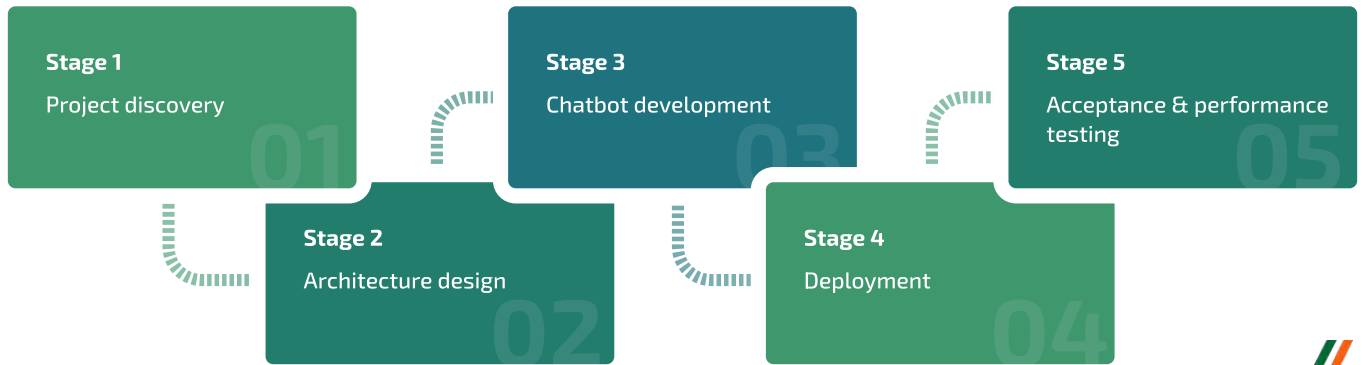 Stage 1
Project discovery
01
Stage 2
Architecture design
02
Stage 3
Chatbot development
03
Stage 4
Deployment
04
Stage 5
Acceptance & performance
testing
05